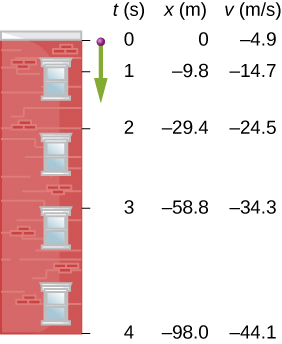 t (s) x (m) v (m/s)
0 0 –4.9
1 –9.8 –14.7
2 –29.4 –24.5
3 –58.8 –34.3
4 –98.0 –44.1